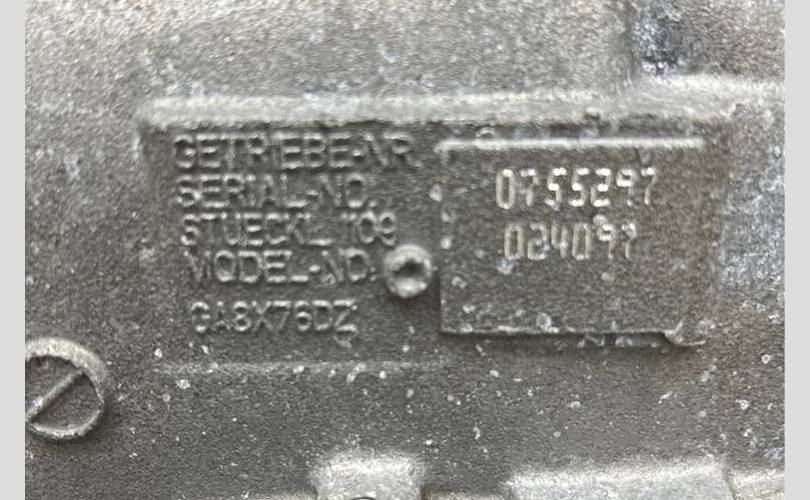 GETRIEBE-NR.
SERIAL-NO. 0755297
STUECKL. 1109 024097
MODEL-NO.
GA8X76DZ